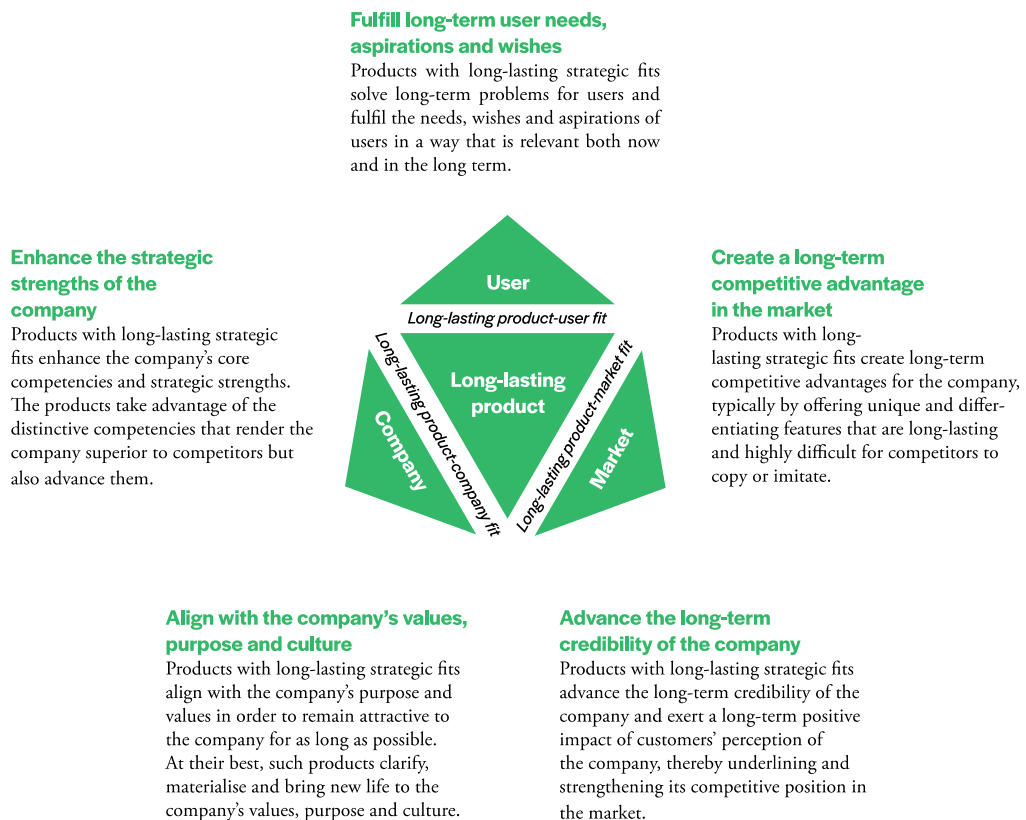 Fulfill long-term user needs,
aspirations and wishes
Products with long-lasting strategic fits
solve long-term problems for users and
fulfil the needs, wishes and aspirations of
users in a way that is relevant both now
and in the long term.
Enhance the strategic
strengths of the
company
Products with long-lasting strategic
fits enhance the company's core
competencies and strategic strengths.
The products take advantage of the
distinctive competencies that render the
company superior to competitors but
also advance them.
User
Long-lasting product-user fit
Long-lasting product-company fit
Long-lasting
product
Long-lasting product-market fit
Company
Market
Create a long-term
competitive advantage
in the market
Products with long-
lasting strategic fits create long-term
competitive advantages for the company,
typically by offering unique and differ-
entiating features that are long-lasting
and highly difficult for competitors to
copy or imitate.
Align with the company's values,
purpose and culture
Products with long-lasting strategic fits
align with the company's purpose and
values in order to remain attractive to
the company for as long as possible.
At their best, such products clarify,
materialise and bring new life to the
company's values, purpose and culture.
Advance the long-term
credibility of the company
Products with long-lasting strategic fits
advance the long-term credibility of the
company and exert a long-term positive
impact of customers' perception of
the company, thereby underlining and
strengthening its competitive position in
the market.